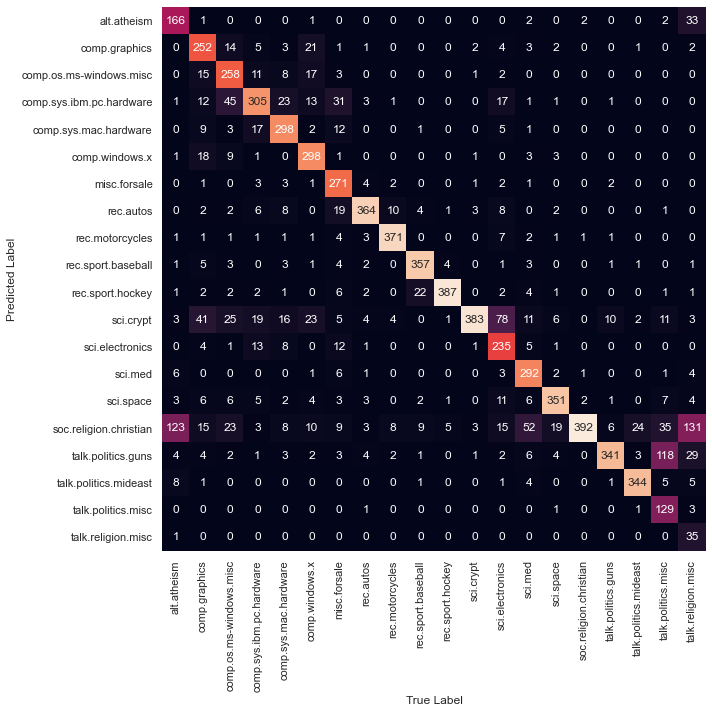 alt.atheism 166 1 0 0 0 1 0 0 0 0 0 0 0 2 0 2 0 0 2 33
comp.graphics 0 252 14 5 3 21 1 1 0 0 0 2 4 3 2 0 0 1 0 2
comp.os.ms-windows.misc 0 15 258 11 8 17 3 0 0 0 0 1 2 0 0 0 0 0 0 0
comp.sys.ibm.pc.hardware 1 12 45 305 23 13 31 3 1 0 0 0 17 1 1 0 1 0 0 0
comp.sys.mac.hardware 0 9 3 17 298 2 12 0 0 1 0 0 5 1 0 0 0 0 0 0
comp.windows.x 1 18 9 1 0 298 1 0 0 0 0 1 0 3 3 0 0 0 0 0
misc.forsale 0 1 0 3 3 1 271 4 2 0 0 1 2 1 0 0 2 0 0 0
rec.autos 0 2 2 6 8 0 19 364 10 4 1 3 8 0 2 0 0 0 1 0
rec.motorcycles 1 1 1 1 1 1 4 3 371 0 0 0 7 2 1 1 1 0 0 0
rec.sport.baseball 1 5 3 0 3 1 4 2 0 357 4 0 1 3 0 0 1 1 0 1
rec.sport.hockey 1 2 2 2 1 0 6 2 0 22 387 0 2 4 1 0 0 0 1 1
sci.crypt 3 41 25 19 16 23 5 4 4 0 1 383 78 11 6 0 10 2 11 3
sci.electronics 0 4 1 13 8 0 12 1 0 0 0 1 235 5 1 0 0 0 0 0
sci.med 6 0 0 0 0 1 6 1 0 0 0 0 3 292 2 1 0 0 1 4
sci.space 3 6 6 5 2 4 3 3 0 2 1 0 11 6 351 2 1 0 7 4
soc.religion.christian 123 15 23 3 8 10 9 3 8 9 5 3 15 52 19 392 6 24 35 131
talk.politics.guns 4 4 2 1 3 2 3 4 1 0 0 1 2 6 4 0 341 3 118 29
talk.politics.mideast 8 1 0 0 0 0 0 0 0 1 0 0 1 4 0 0 1 344 5 5
talk.politics.misc 0 0 0 0 0 0 0 1 0 0 0 0 0 0 1 0 0 0 129 3
talk.religion.misc 1 0 0 0 0 0 0 0 0 0 0 0 0 0 0 0 0 0 0 35
Predicted Label
alt.atheism
comp.graphics
comp.os.ms-windows.misc
comp.sys.ibm.pc.hardware
comp.sys.mac.hardware
comp.windows.x
misc.forsale
rec.autos
rec.motorcycles
rec.sport.baseball
rec.sport.hockey
sci.crypt
sci.electronics
sci.med
sci.space
soc.religion.christian
talk.politics.guns
talk.politics.mideast
talk.politics.misc
talk.religion.misc
True Label